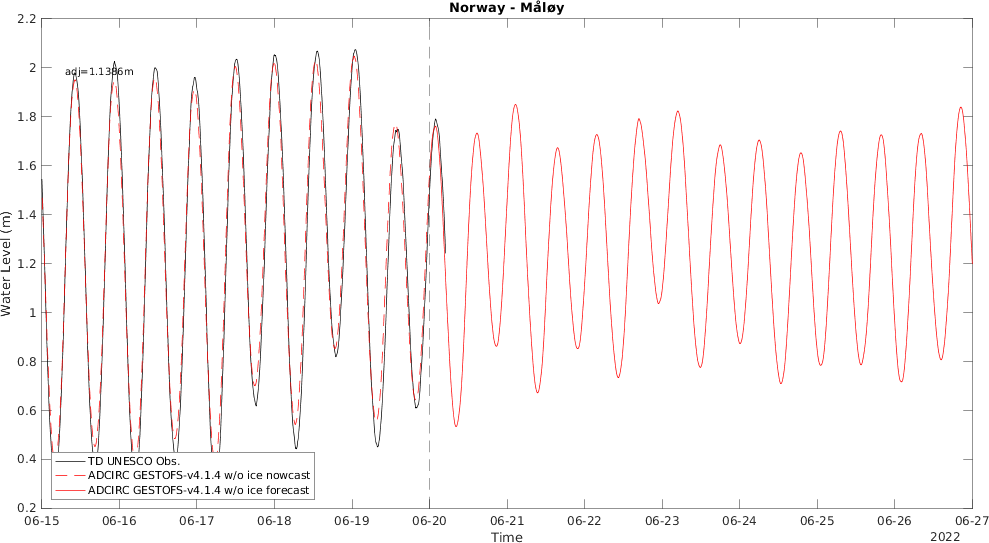 Norway - Måløy
2.2
2
1.8
1.6
1.4
1.2
1
0.8
0.6
0.4
0.2
Water Level (m)
adj=1.1386m
TD UNESCO Obs.
ADCIRC GESTOFS-v4.1.4 w/o ice nowcast
ADCIRC GESTOFS-v4.1.4 w/o ice forecast
06-15 06-16 06-17 06-18 06-19 06-20 06-21 06-22 06-23 06-24 06-25 06-26 06-27
Time
2022